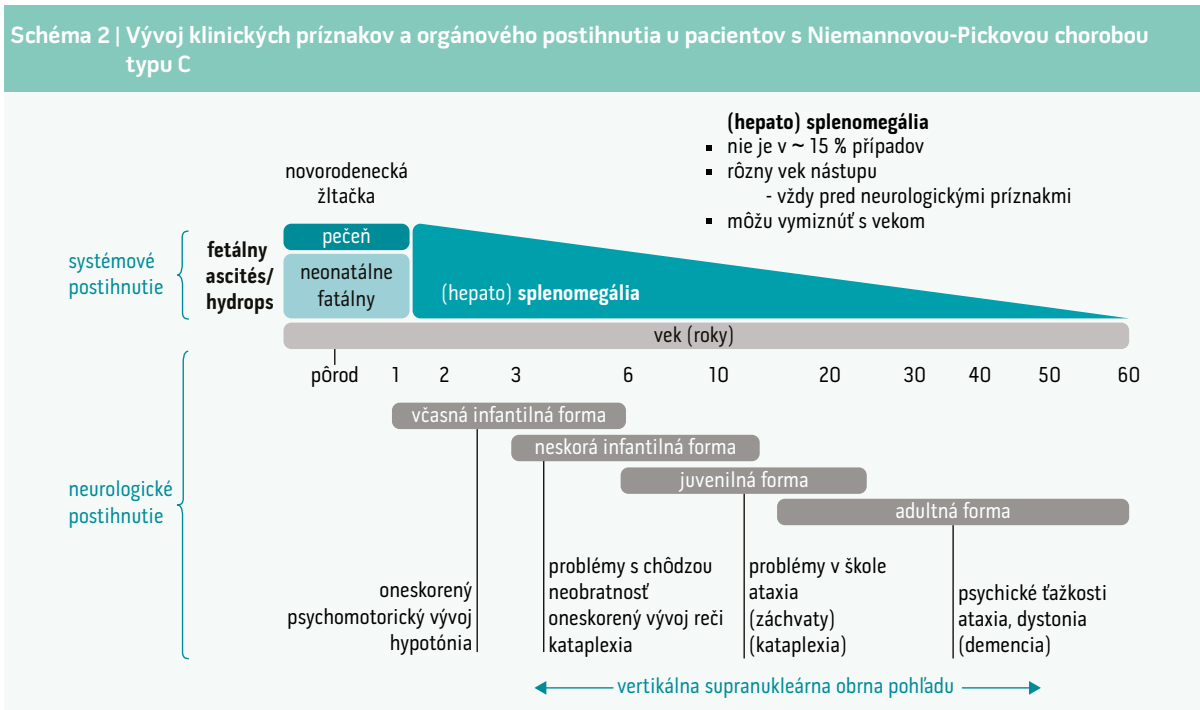 Schéma 2 | Vývoj klinických príznakov a orgánového postihnutia u pacientov s Niemannovou-Pickovou chorobou
typu C
(hepato) splenomegália
▪ nie je v ~ 15 % případov
▪ rôzny vek nástupu
- vždy pred neurologickými príznakmi
▪ môžu vymiznúť s vekom
novorodenecká
žltačka
systémové
postihnutie
fetálny
ascités/
hydrops
pečeň
neonatálne
fatálny
(hepato) splenomegália
vek (roky)
pôrod 1 2 3 6 10 20 30 40 50 60
neurologické
postihnutie
včasná infantilná forma
neskorá infantilná forma
juvenilná forma
adultná forma
oneskorený
psychomotorický vývoj
hypotónia
problémy s chôdzou
neobratnosť
oneskorený vývoj reči
kataplexia
problémy v škole
ataxia
(záchvaty)
(kataplexia)
psychické ťažkosti
ataxia, dystonia
(demencia)
vertikálna supranukleárna obrna pohľadu